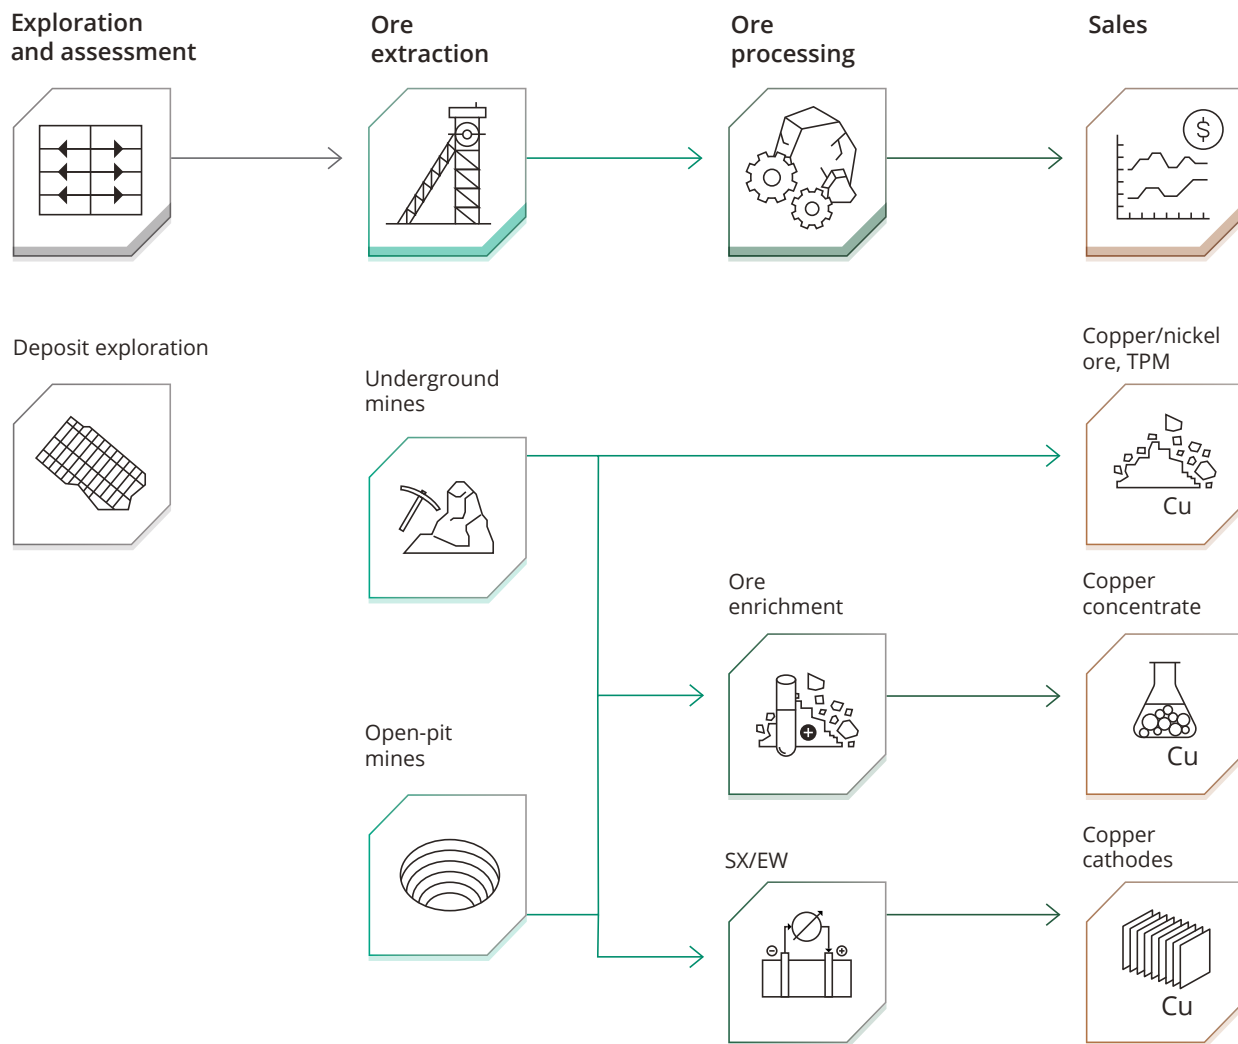 Exploration
and assessment
Ore
extraction
Ore
processing
Sales
$
Deposit exploration
Underground
mines
Copper/nickel
ore, TPM
Cu
Ore
enrichment
Copper
concentrate
Cu
Open-pit
mines
SX/EW
Copper
cathodes
Cu